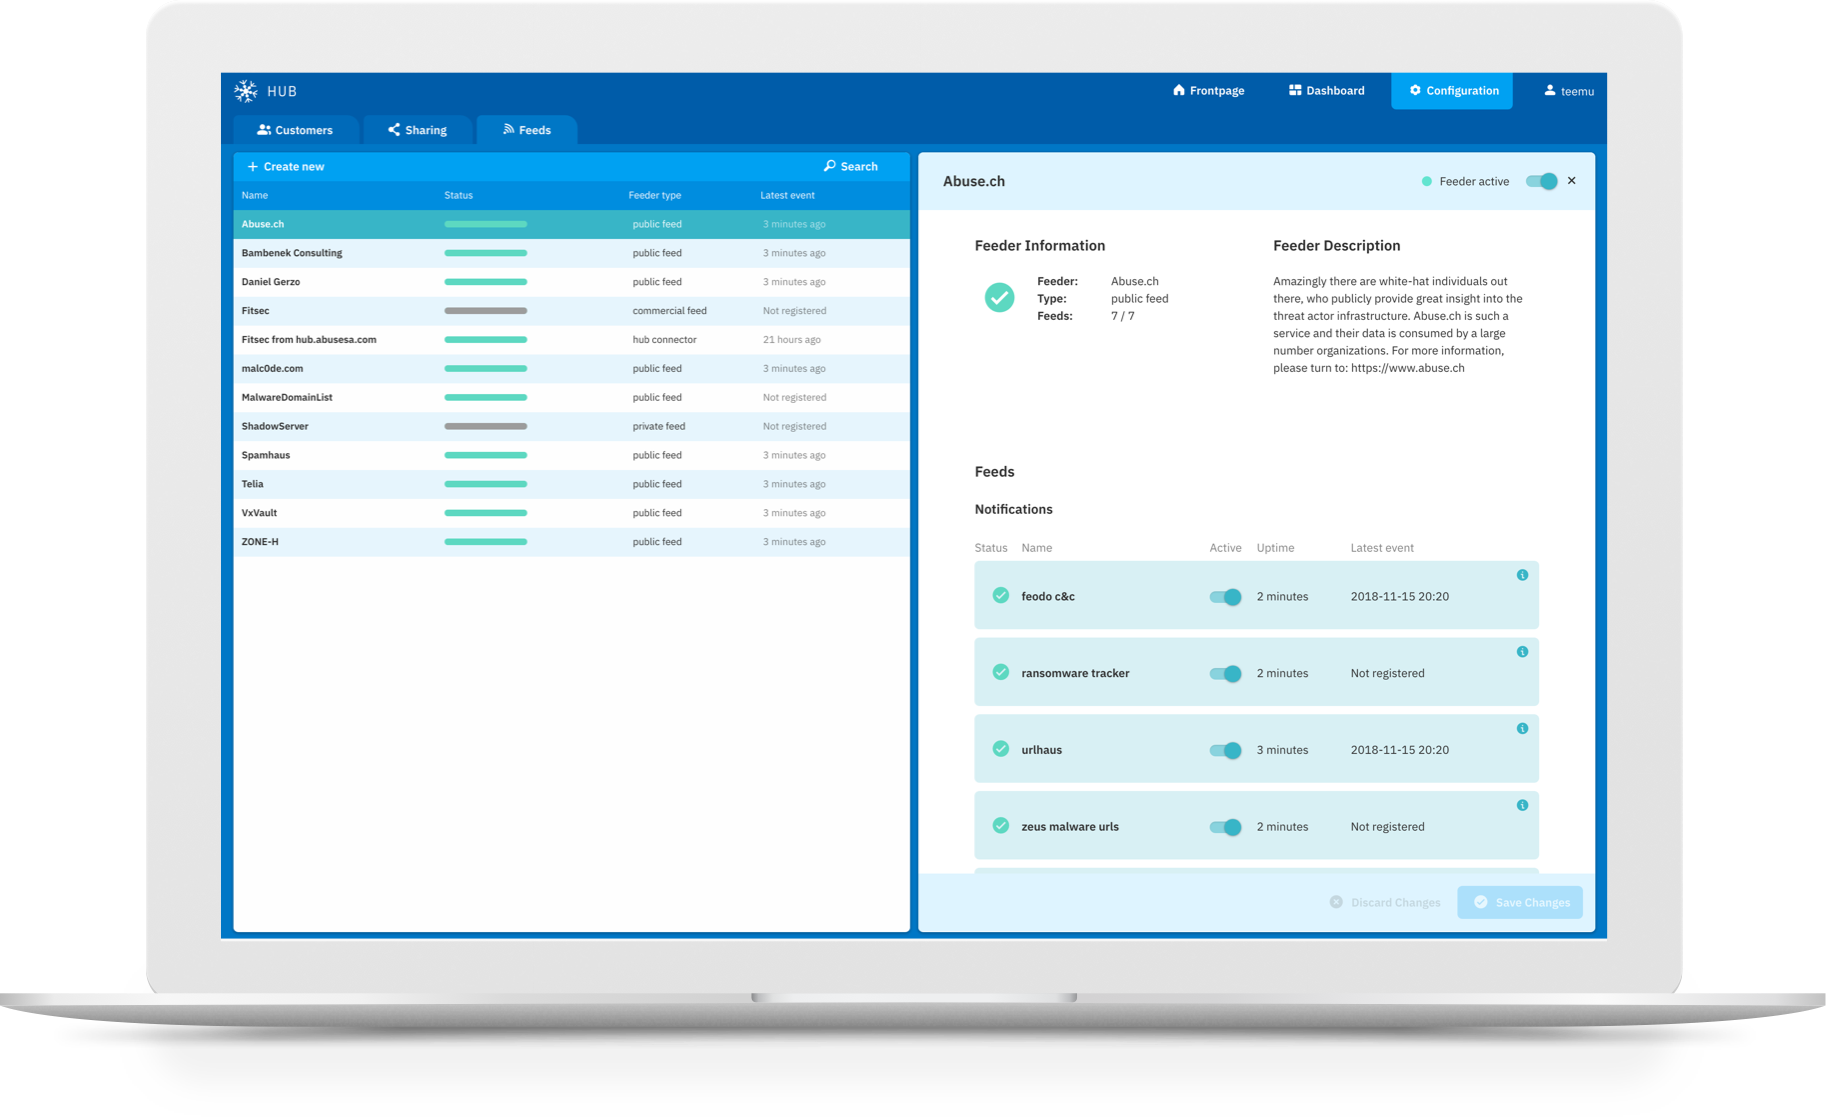 HUB
Frontpage
Dashboard
Configuration
teemu
Customers
Sharing
Feeds
+ Create new
Search
Name Status Feeder type Latest event
Abuse.ch public feed 3 minutes ago
Bambenek Consulting public feed 3 minutes ago
Daniel Gerzo public feed 3 minutes ago
Fitsec commercial feed Not registered
Fitsec from hub.abusesa.com hub connector 21 hours ago
malc0de.com public feed 3 minutes ago
MalwareDomainList public feed Not registered
ShadowServer private feed Not registered
Spamhaus public feed 3 minutes ago
Telia public feed 3 minutes ago
VxVault public feed 3 minutes ago
ZONE-H public feed 3 minutes ago
Abuse.ch
Feeder active
Feeder Information
Feeder: Abuse.ch
Type: public feed
Feeds: 7 / 7
Feeder Description
Amazingly there are white-hat individuals out
there, who publicly provide great insight into the
threat actor infrastructure. Abuse.ch is such a
service and their data is consumed by a large
number organizations. For more information,
please turn to: https://www.abuse.ch
Feeds
Notifications
Status Name Active Uptime Latest event
feodo c&c 2 minutes 2018-11-15 20:20
ransomware tracker 2 minutes Not registered
urlhaus 3 minutes 2018-11-15 20:20
zeus malware urls 2 minutes Not registered
Discard Changes
Save Changes